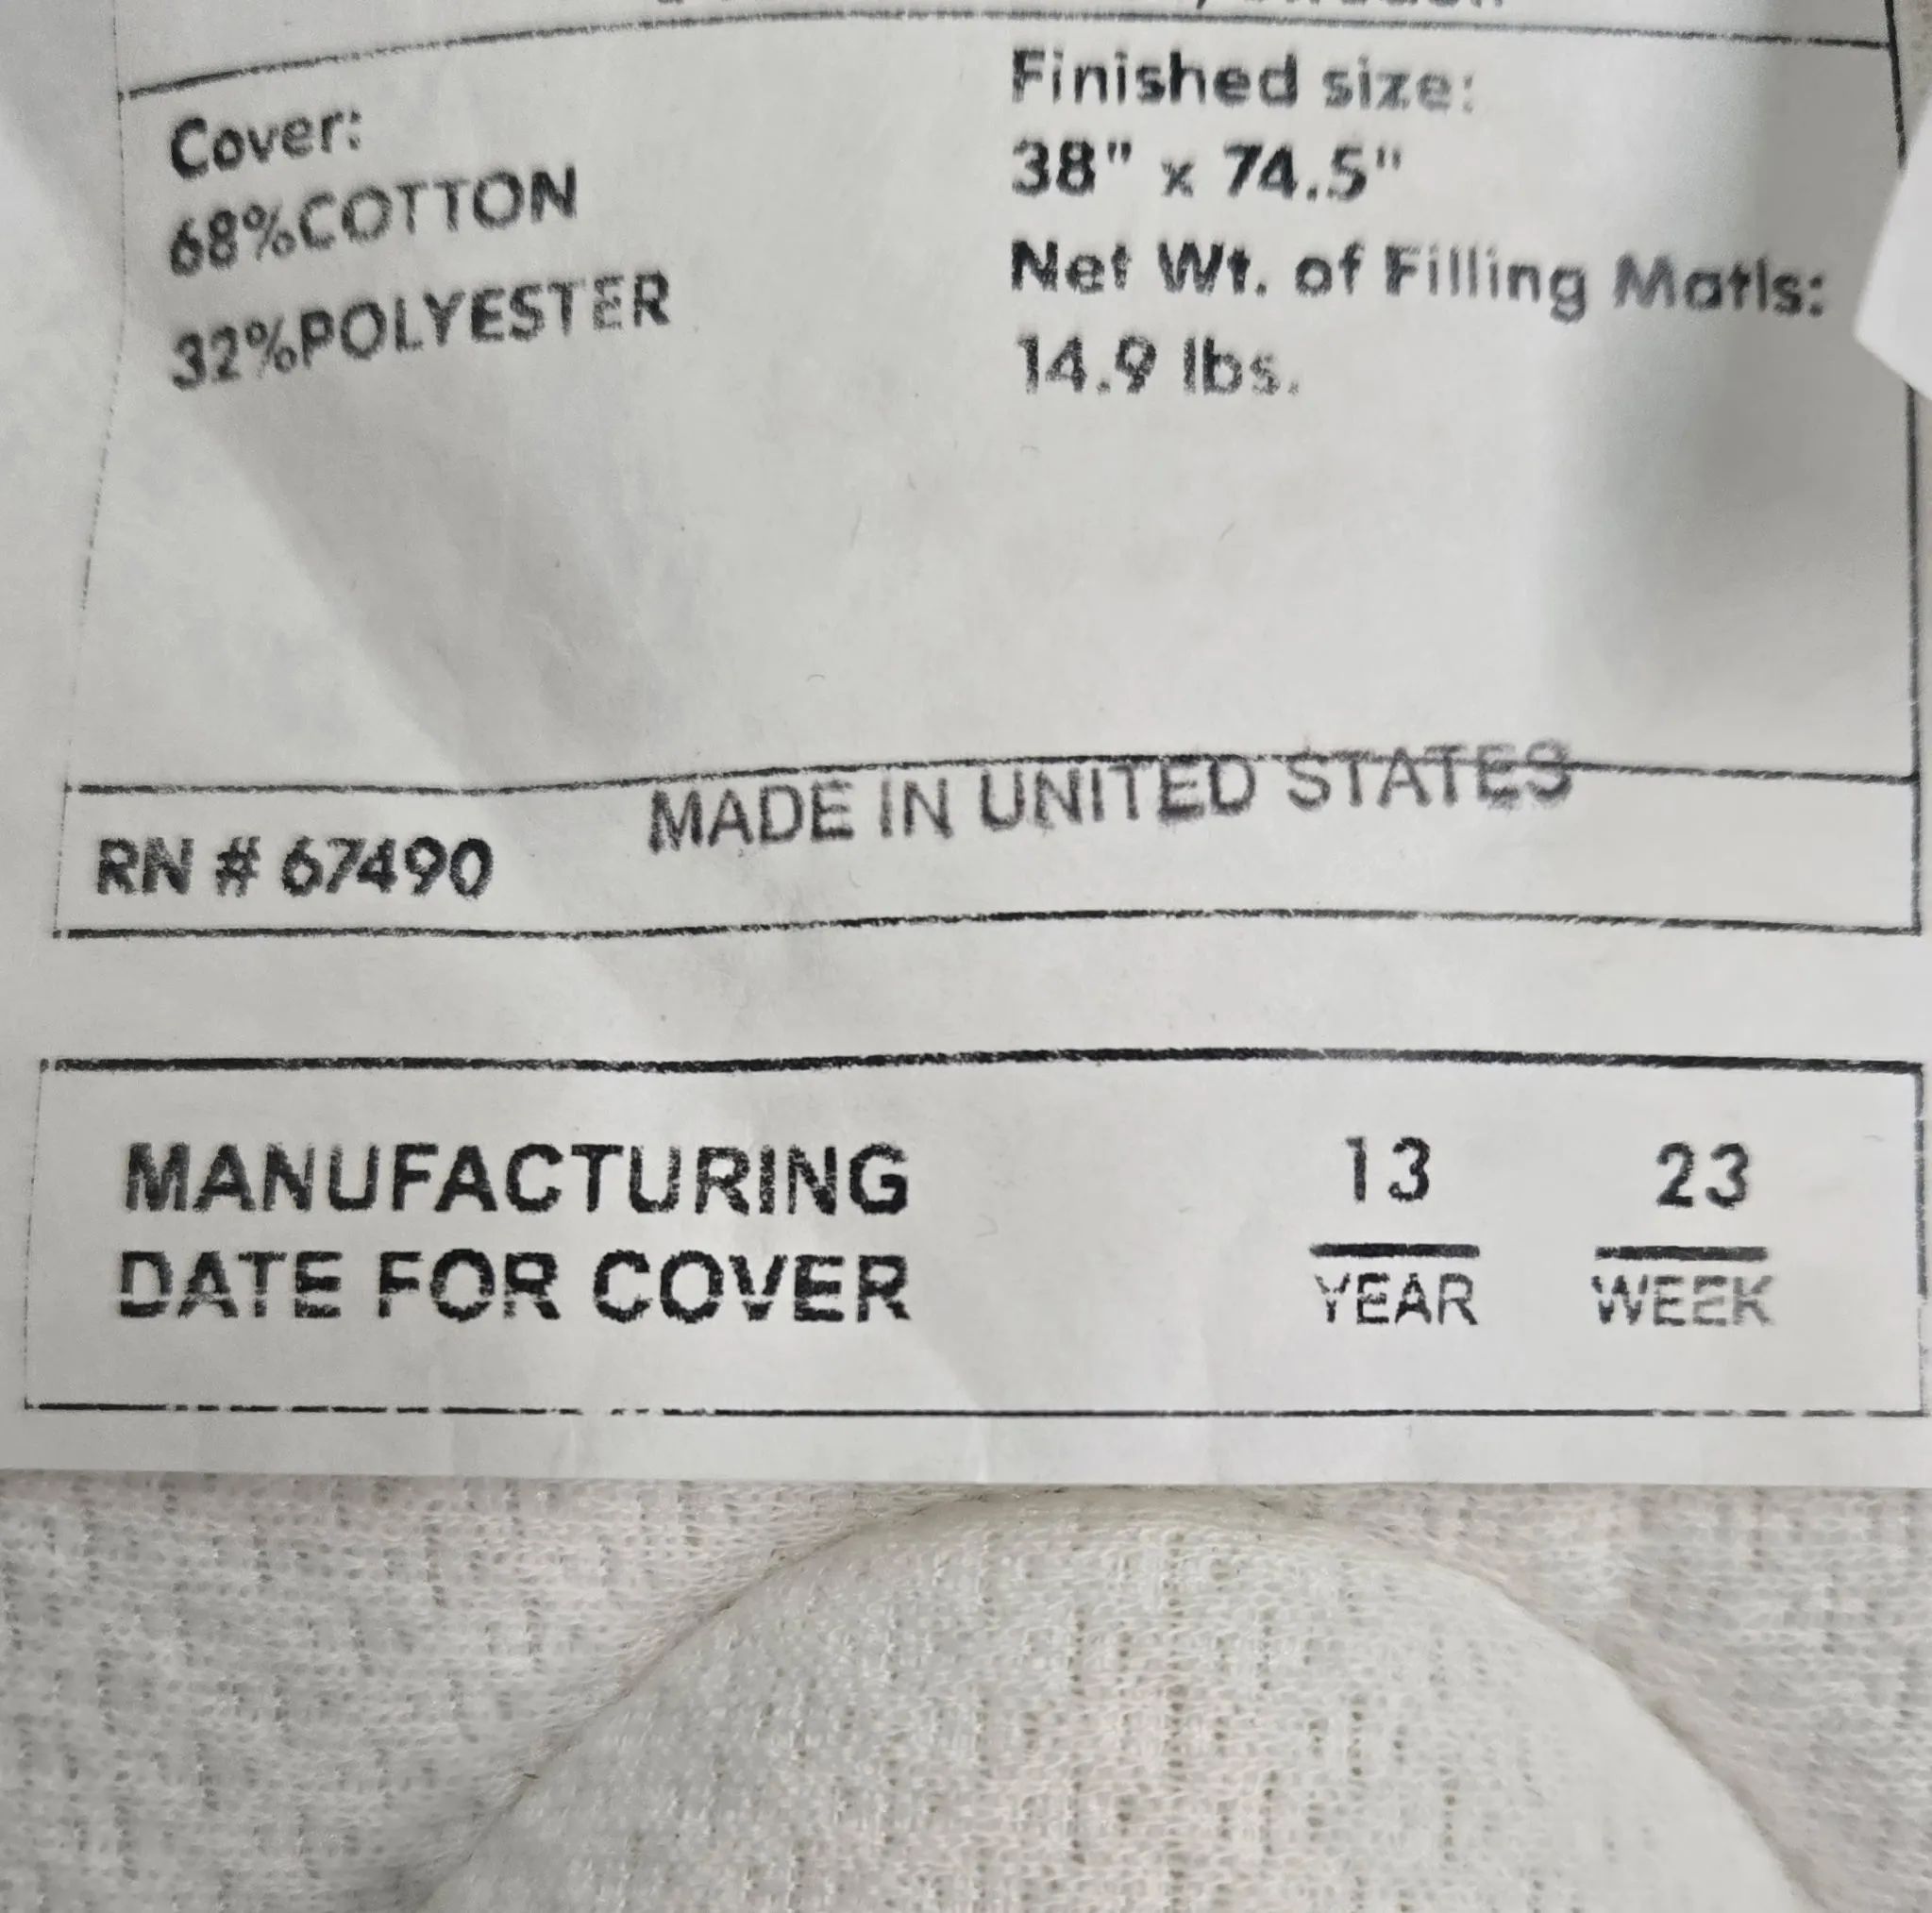 Cover:
68%COTTON
32%POLYESTER
Finished size:
38" x 74.5"
Net Wt. of Filling Matls:
14.9 lbs.
MADE IN UNITED STATES
RN # 67490
MANUFACTURING
DATE FOR COVER
13
YEAR
23
WEEK